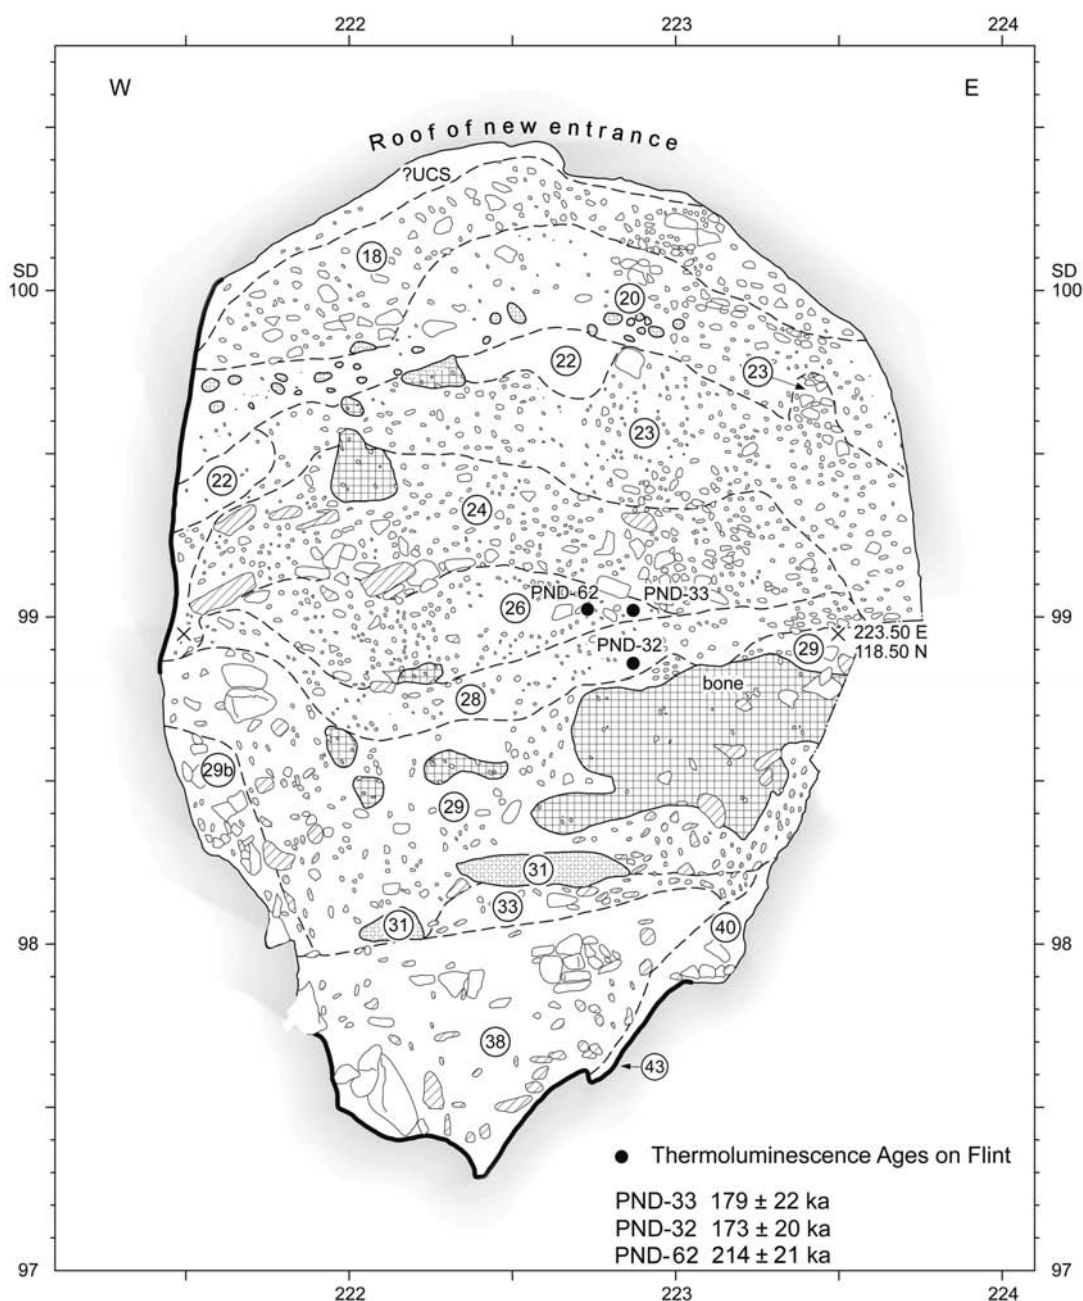 222 223 224
W E
Roof of new entrance
?UCS
18
SD SD
100 100
20
22
23
23
22
24
PND-62 PND-33
26
99 99
223.50 E
118.50 N
PND-32
29
bone
28
29b
29
31
33
31
40
98 98
38
43
Thermoluminescence Ages on Flint
PND-33 179 ± 22 ka
PND-32 173 ± 20 ka
PND-62 214 ± 21 ka
97 97
222 223 224